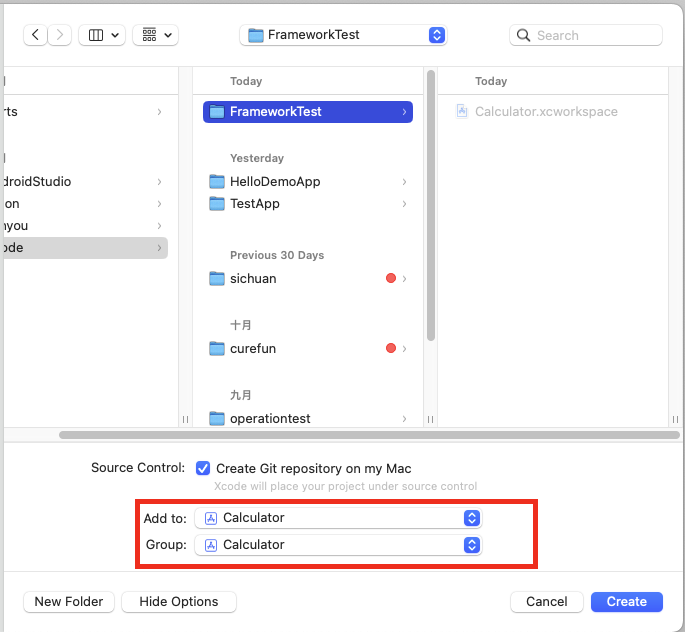 FrameworkTest
Search
Today
FrameworkTest
Yesterday
HelloDemoApp
TestApp
Previous 30 Days
sichuan
十月
curefun
九月
operationtest
rts
droidStudio
on
nyou
ode
Today
Calculator.xcworkspace
Source Control:
Create Git repository on my Mac
Xcode will place your project under source control
Add to:
Calculator
Group:
Calculator
New Folder
Hide Options
Cancel
Create